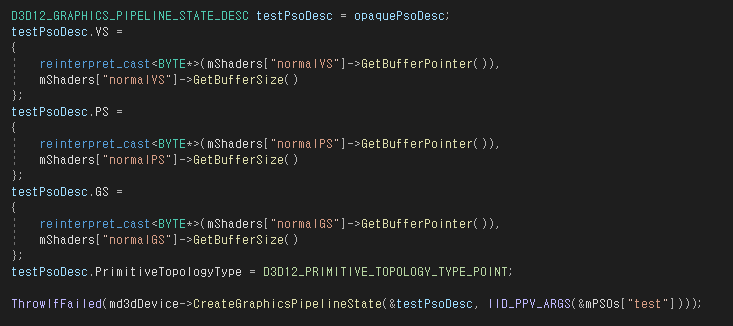 D3D12_GRAPHICS_PIPELINE_STATE_DESC testPsoDesc = opaquePsoDesc;
testPsoDesc.VS =
{
    reinterpret_cast<BYTE*>(mShaders["normalVS"]->GetBufferPointer()),
    mShaders["normalVS"]->GetBufferSize()
};
testPsoDesc.PS =
{
    reinterpret_cast<BYTE*>(mShaders["normalPS"]->GetBufferPointer()),
    mShaders["normalPS"]->GetBufferSize()
};
testPsoDesc.GS =
{
    reinterpret_cast<BYTE*>(mShaders["normalGS"]->GetBufferPointer()),
    mShaders["normalGS"]->GetBufferSize()
};
testPsoDesc.PrimitiveTopologyType = D3D12_PRIMITIVE_TOPOLOGY_TYPE_POINT;
ThrowIfFailed(md3dDevice->CreateGraphicsPipelineState(&testPsoDesc, IID_PPV_ARGS(&mPSOs["test"])));